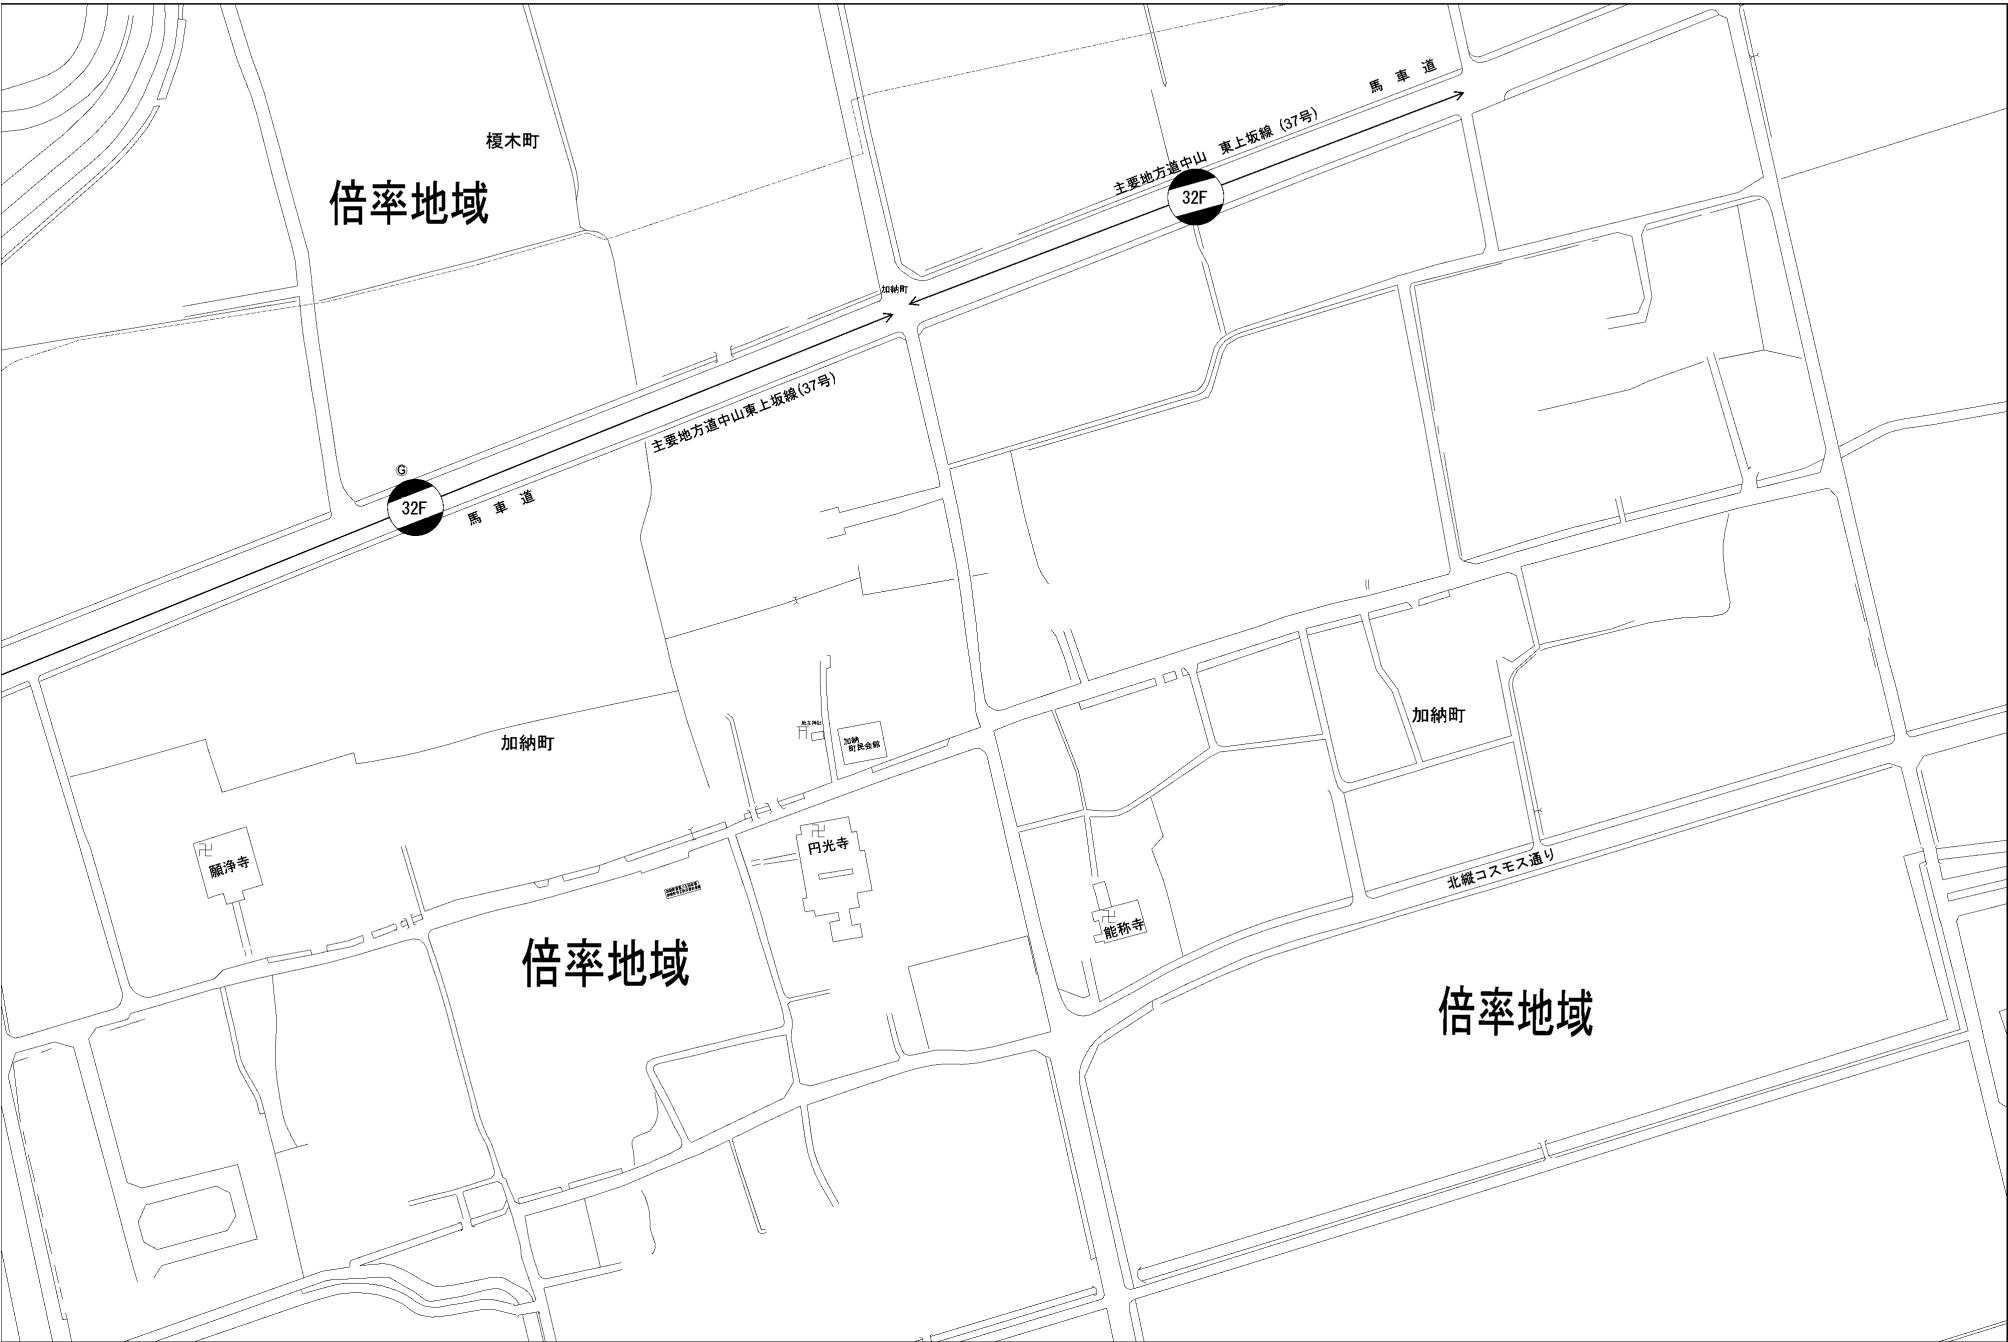 馬車道
主要地方道中山 東上坂線 (37号)
32F
榎木町
倍率地域
加納町
主要地方道中山東上坂線(37号)
G
32F
馬車道
加納町
加納
町民会館
加納町
願浄寺
円光寺
北縦コスモス通り
能称寺
倍率地域
倍率地域